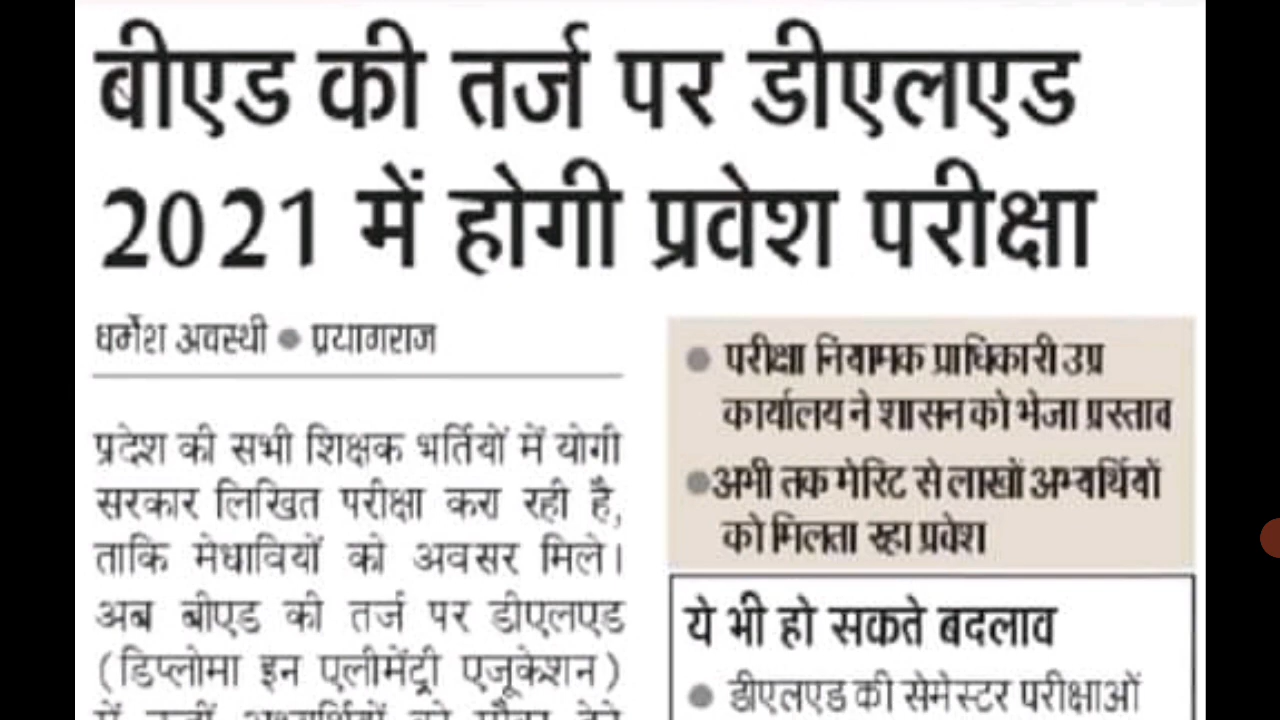 बीएड की तर्ज पर डीएलएड
2021 में होगी प्रवेश परीक्षा
धर्मेश अवस्थी ● प्रयागराज
प्रदेश की सभी शिक्षक भर्तियों में योगी
सरकार लिखित परीक्षा करा रही है,
ताकि मेधावियों को अवसर मिले।
अब बीएड की तर्ज पर डीएलएड
(डिप्लोमा इन एलीमेंट्री एजूकेशन)
● परीक्षा नियामक प्राधिकारी उप्र
कार्यालय ने शासन को भेजा प्रस्ताव
● अभी तक मेरिट से लाखों अभ्यर्थियों
को मिलता रहा प्रवेश
ये भी हो सकते बदलाव
● डीएलएड की सेमेस्टर परीक्षाओं